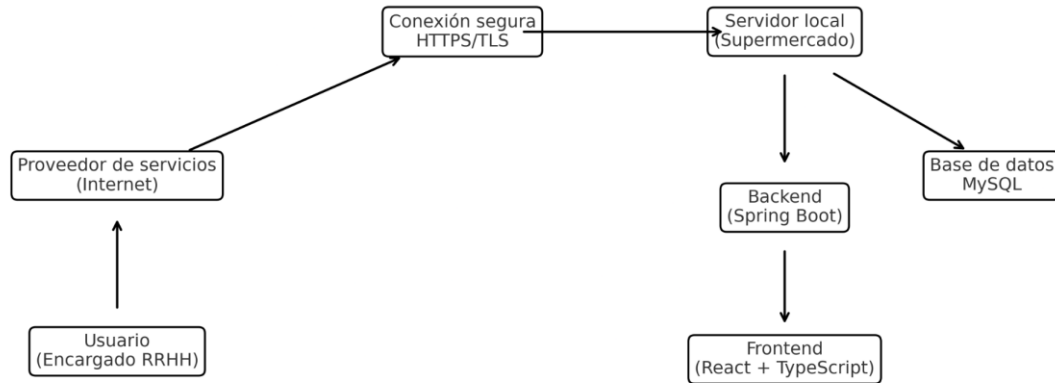 Conexión segura
HTTPS/TLS
Servidor local
(Supermercado)
Proveedor de servicios
(Internet)
Base de datos
MySQL
Backend
(Spring Boot)
Usuario
(Encargado RRHH)
Frontend
(React + TypeScript)